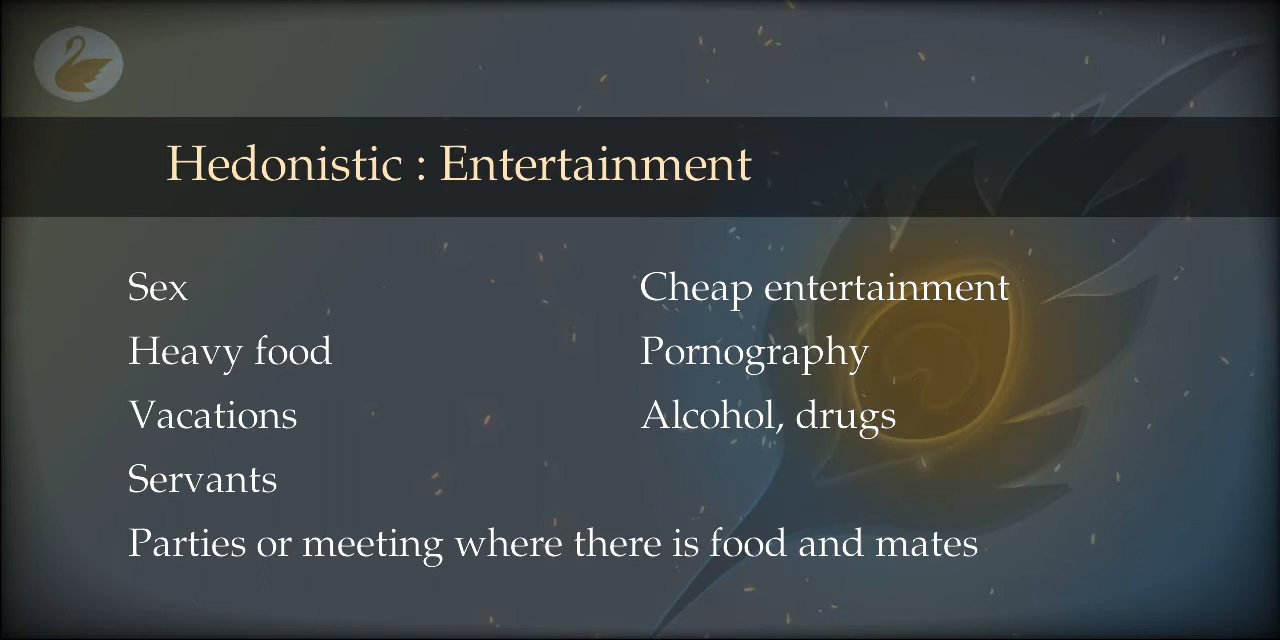 Hedonistic : Entertainment
Sex
Heavy food
Vacations
Servants
Parties or meeting where there is food and mates
Cheap entertainment
Pornography
Alcohol, drugs